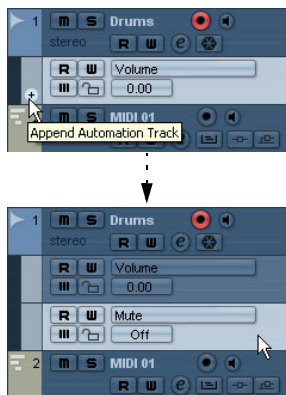 1 m S Drums
stereo R W e
R W Volume
0.00
m S MIDI 01
Append Automation Track
1 m S Drums
stereo R W e
R W Volume
0.00
R W Mute
Off
2 m S MIDI 01
R W e